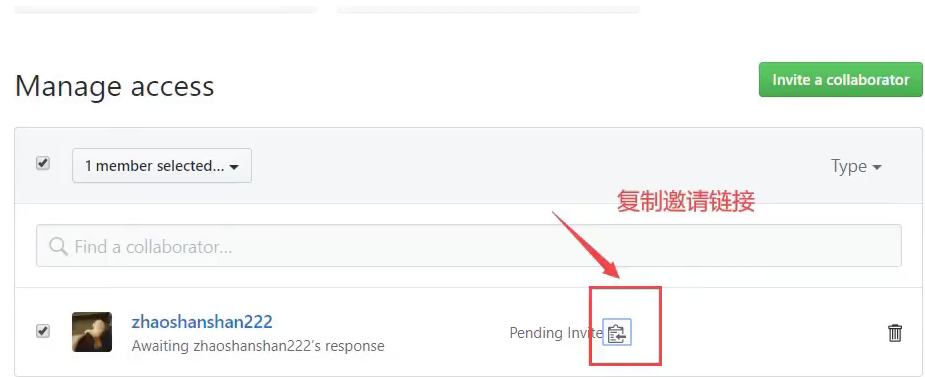 Manage access
Invite a collaborator
1 member selected...
Type
复制邀请链接
Find a collaborator...
zhaoshanshan222
Pending Invite
Awaiting zhaoshanshan222's response